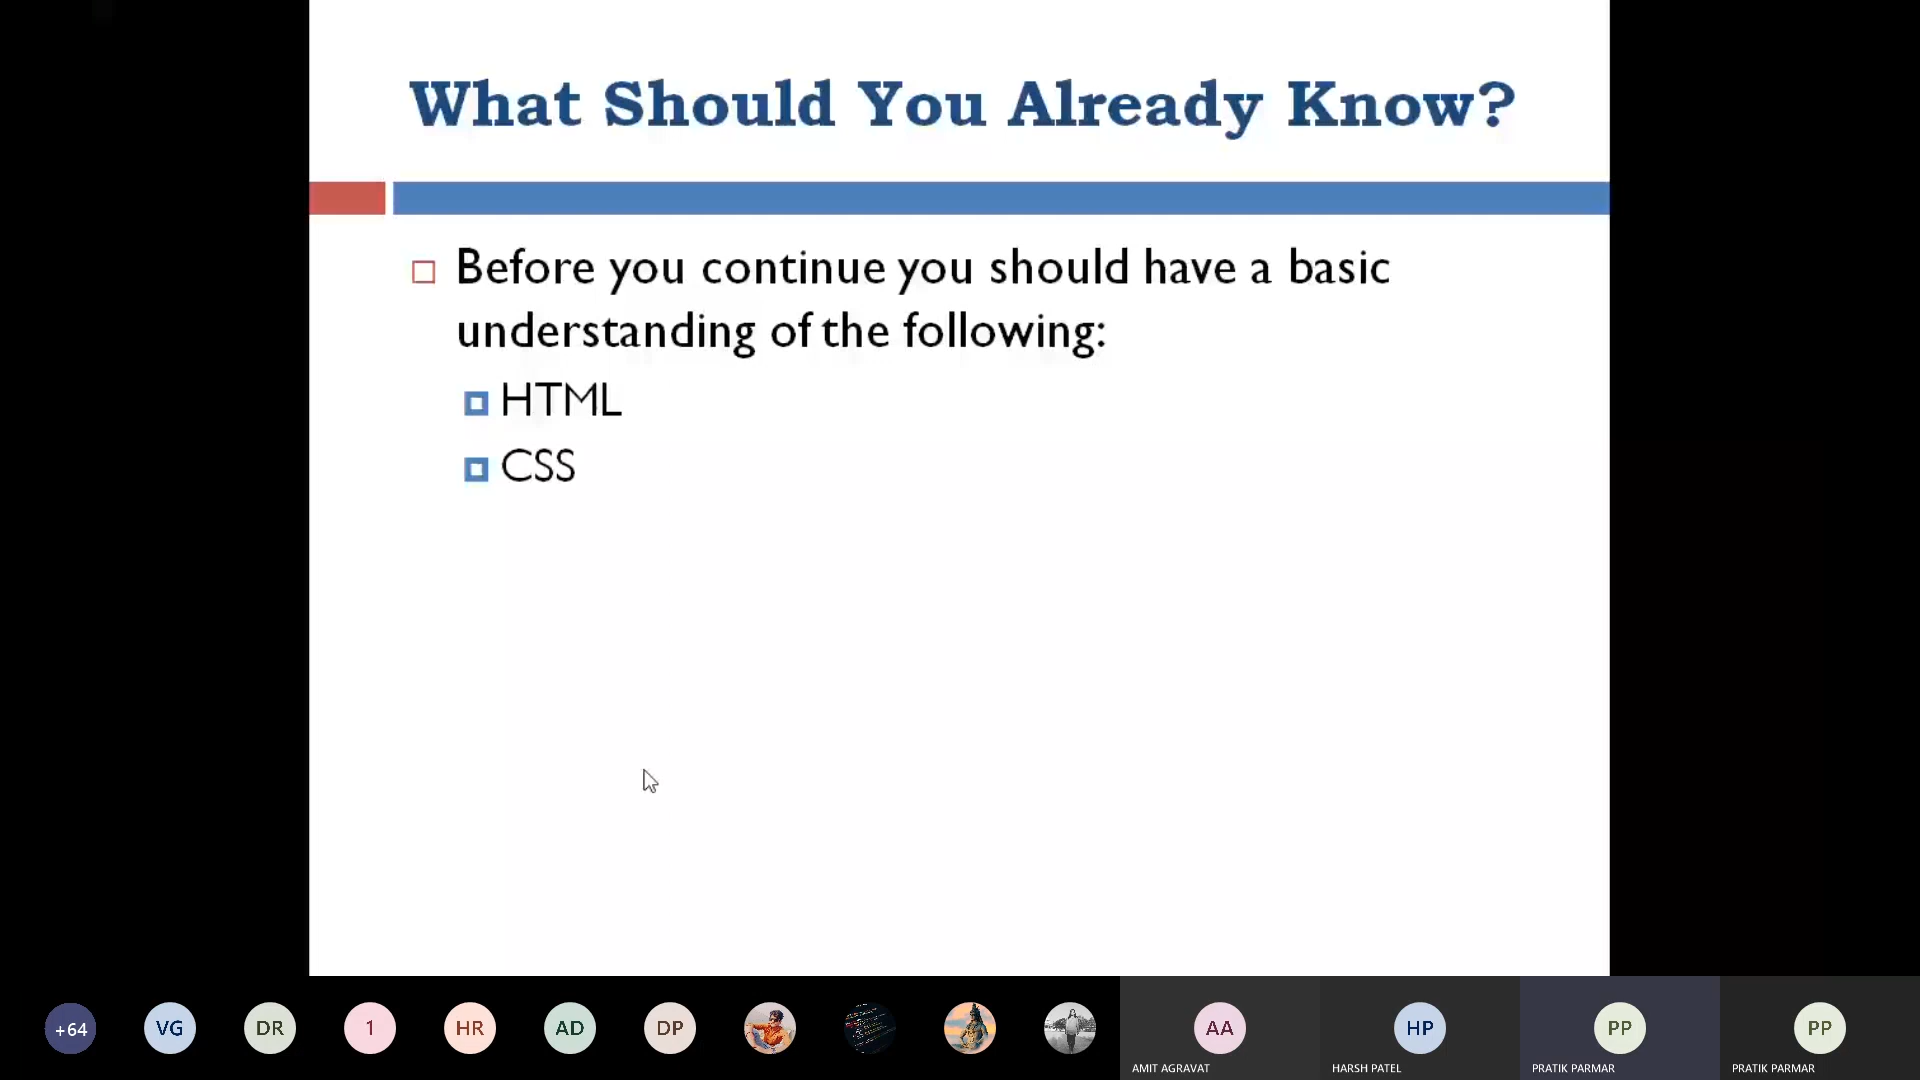 What Should You Already Know?
Before you continue you should have a basic
understanding of the following:
HTML
CSS
+64
VG
DR
1
HR
AD
DP
AA
HP
PP
PP
AMIT AGRAVAT
HARSH PATEL
PRATIK PARMAR
PRATIK PARMAR